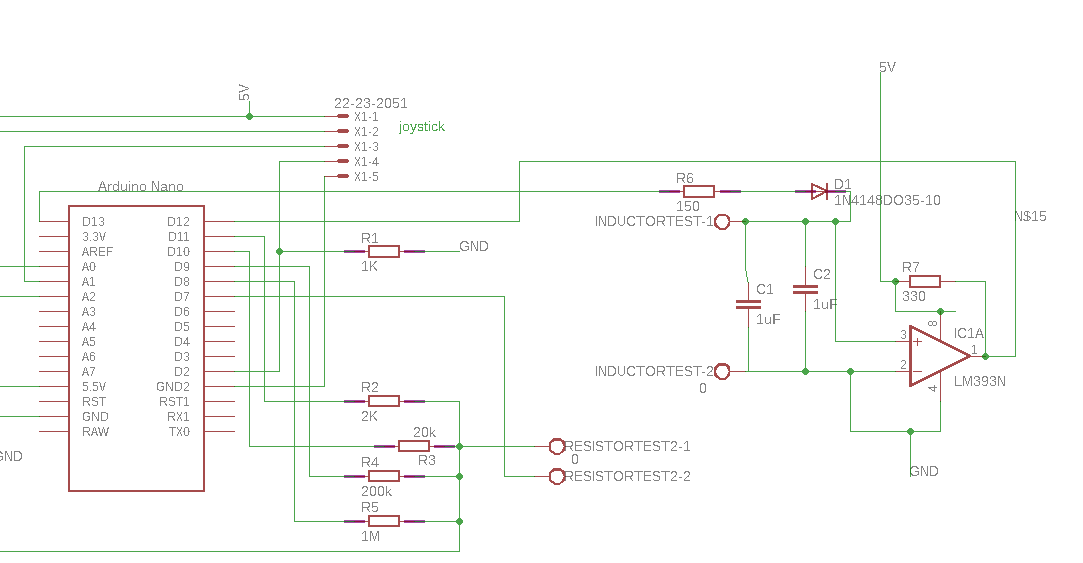 5V
5V
22-23-2051
X1-1
X1-2
joystick
X1-3
X1-4
X1-5
Arduino Nano
R6
150
D1
1N4148DO35-10
INDUCTORTEST-1
N$15
D13
3.3V
AREF
A0
A1
A2
A3
A4
A5
A6
A7
5.5V
RST
GND
RAW
D12
D11
D10
D9
D8
D7
D6
D5
D4
D3
D2
GND2
RST1
RX1
TX0
R1
1K
GND
C1
1uF
C2
1uF
R7
330
8
IC1A
3
2
1
4
LM393N
INDUCTORTEST-2
0
R2
2K
20k
R3
R4
200k
R5
1M
RESISTORTEST2-1
0
RESISTORTEST2-2
GND
GND